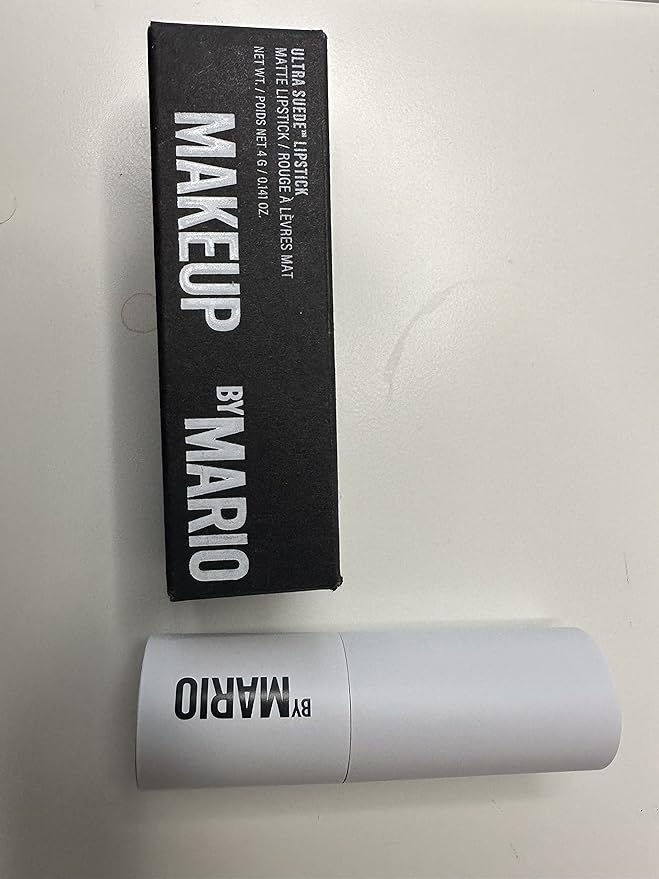 ULTRA SUEDE™ LIPSTICK
MATTE LIPSTICK / ROUGE À LÈVRES MAT
NET WT. / POIDS NET 4 G / 0.141 OZ.
MAKEUP
BY MARIO
BY MARIO